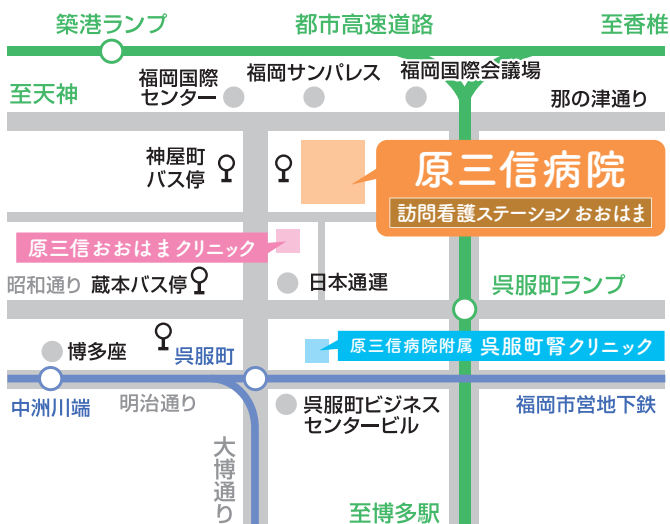 築港ランプ
都市高速道路
至香椎
至天神
福岡国際
センター
福岡サンパレス
福岡国際会議場
那の津通り
神屋町
バス停
原三信病院
訪問看護ステーション おおはま
原三信おおはまクリニック
昭和通り
蔵本バス停
日本通運
呉服町ランプ
博多座
呉服町
原三信病院附属 呉服町腎クリニック
中洲川端
明治通り
呉服町ビジネス
センタービル
福岡市営地下鉄
大博通り
至博多駅